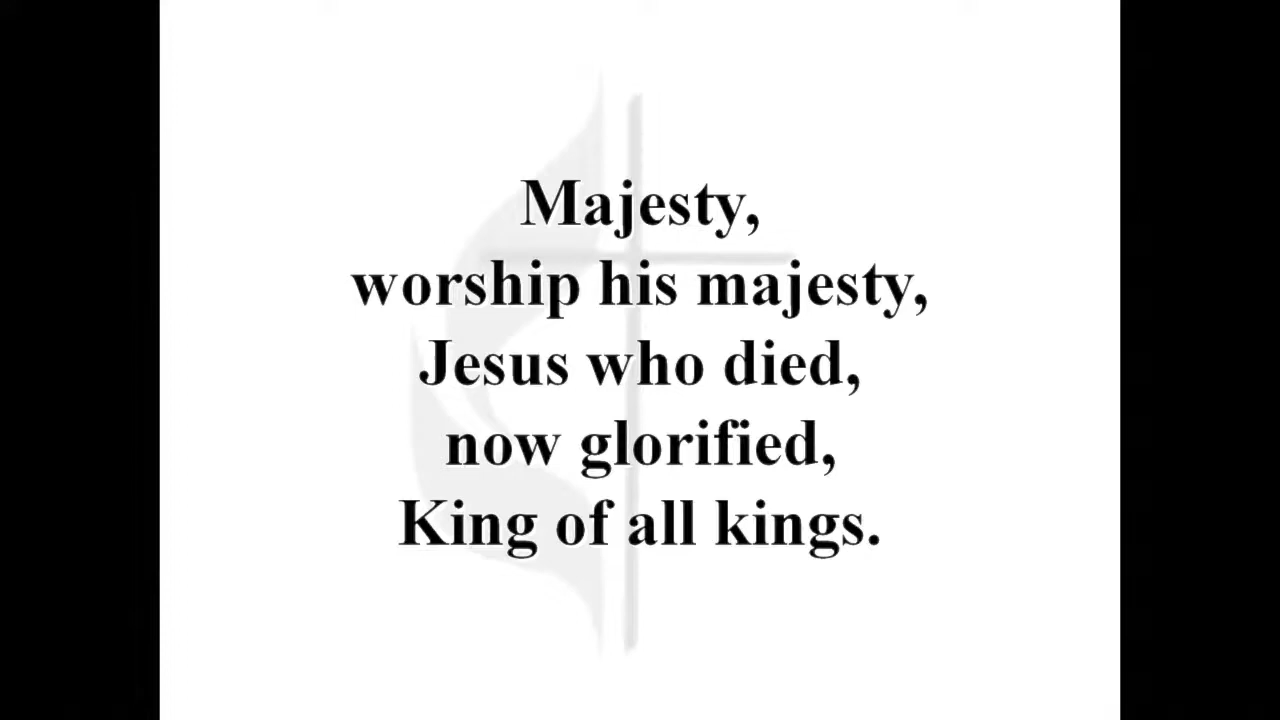 Majesty,
worship his majesty,
Jesus who died,
now glorified,
King of all kings.